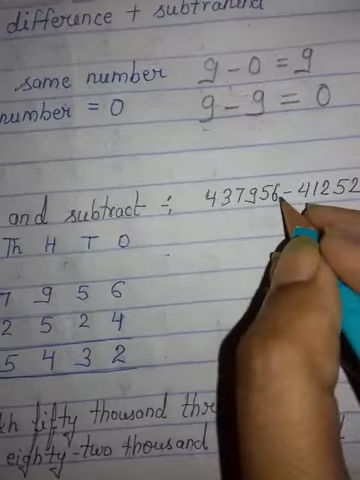 difference + subtrahend
same number 9 - 0 = 9
number = 0 9 - 9 = 0
and subtract ÷ 437956 - 41252
Th H T O
7 9 5 6
2 5 2 4
5 4 3 2
fifty thousand
eighty-two thousand